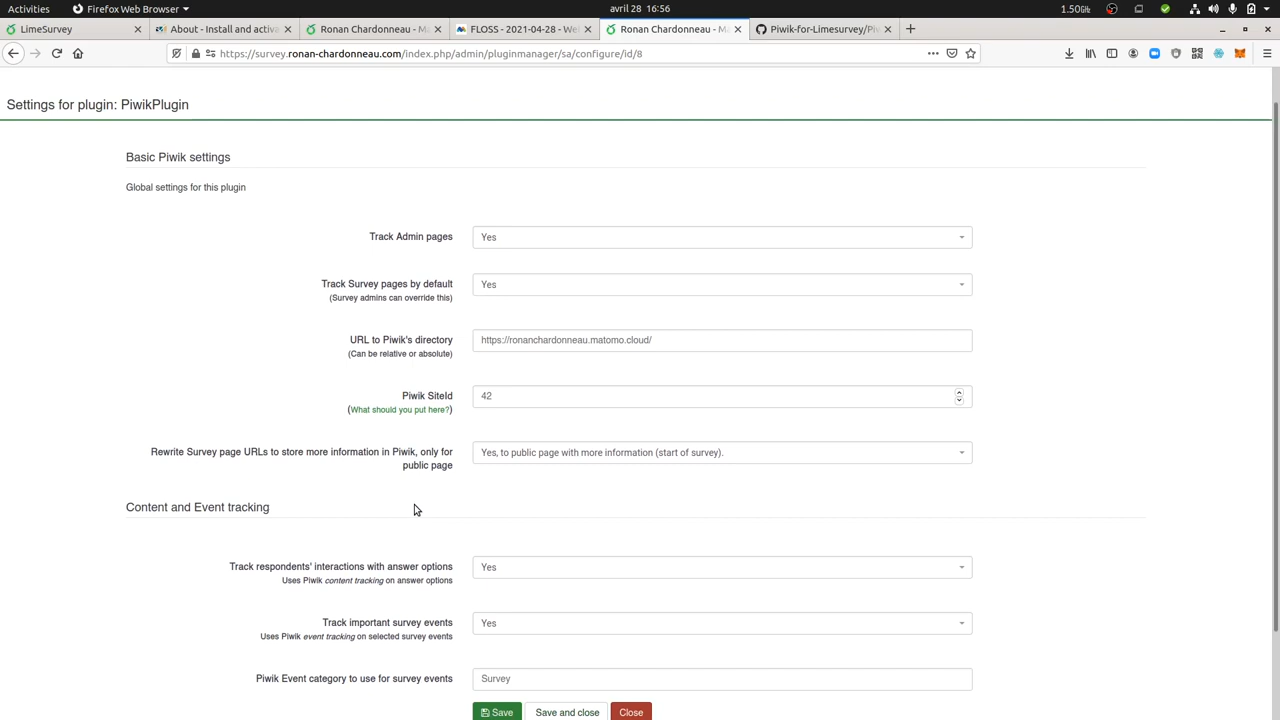 Activities Firefox Web Browser avril 28 16:56 1.50
LimeSurvey About - Install and activa Ronan Chardonneau - Ma FLOSS - 2021-04-28 - Web Ronan Chardonneau - Ma Piwik-for-Limesurvey/Piw
https://survey.ronan-chardonneau.com/index.php/admin/pluginmanager/sa/configure/id/8
Settings for plugin: PiwikPlugin
Basic Piwik settings
Global settings for this plugin
Track Admin pages Yes
Track Survey pages by default Yes
(Survey admins can override this)
URL to Piwik's directory https://ronanchardonneau.matomo.cloud/
(Can be relative or absolute)
Piwik SiteId 42
(What should you put here?)
Rewrite Survey page URLs to store more information in Piwik, only for Yes, to public page with more information (start of survey).
public page
Content and Event tracking
Track respondents' interactions with answer options Yes
Uses Piwik content tracking on answer options
Track important survey events Yes
Uses Piwik event tracking on selected survey events
Piwik Event category to use for survey events Survey
Save Save and close Close